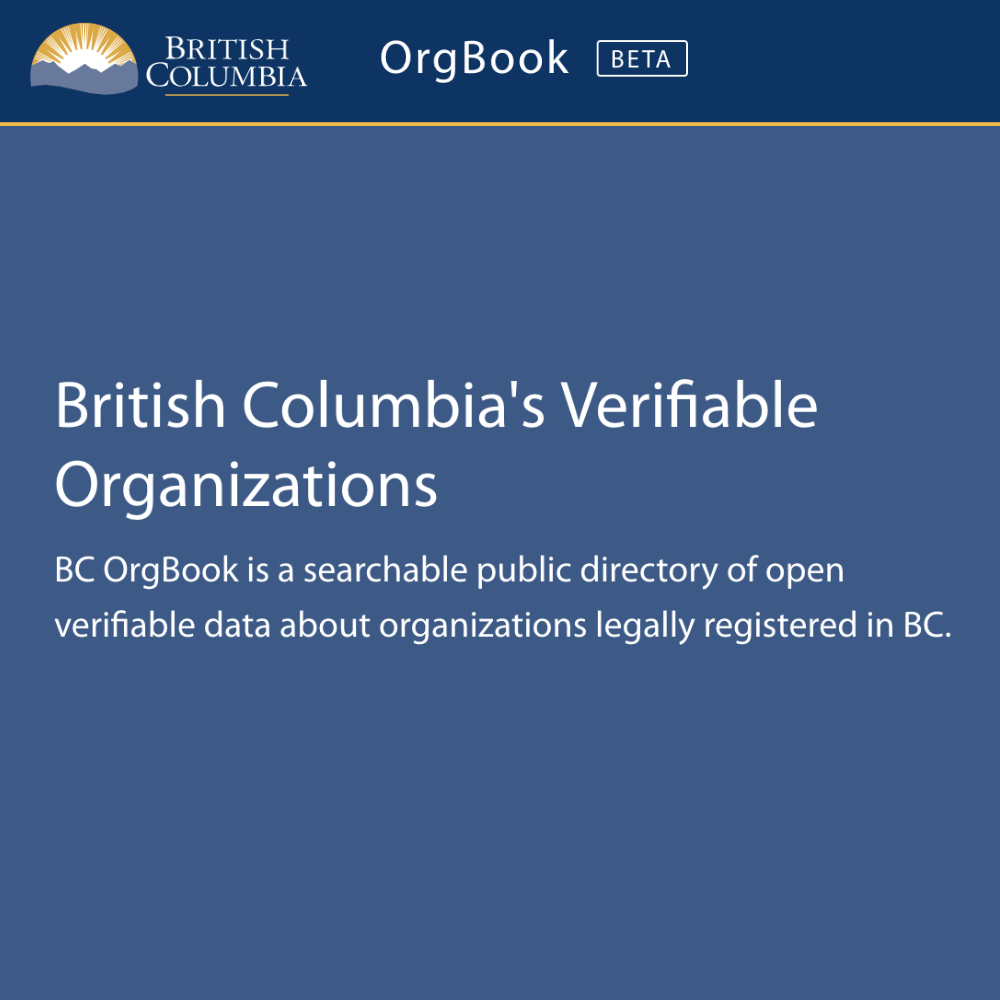 BRITISH
COLUMBIA
OrgBook BETA
British Columbia's Verifiable
Organizations
BC OrgBook is a searchable public directory of open
verifiable data about organizations legally registered in BC.